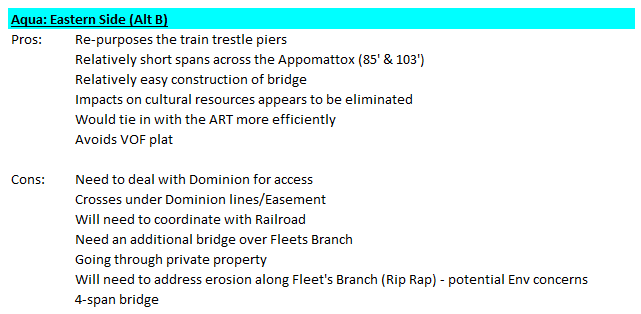 Aqua: Eastern Side (Alt B)
Pros: Re-purposes the train trestle piers
Relatively short spans across the Appomattox (85' & 103')
Relatively easy construction of bridge
Impacts on cultural resources appears to be eliminated
Would tie in with the ART more efficiently
Avoids VOF plat
Cons: Need to deal with Dominion for access
Crosses under Dominion lines/Easement
Will need to coordinate with Railroad
Need an additional bridge over Fleets Branch
Going through private property
Will need to address erosion along Fleet's Branch (Rip Rap) - potential Env concerns
4-span bridge